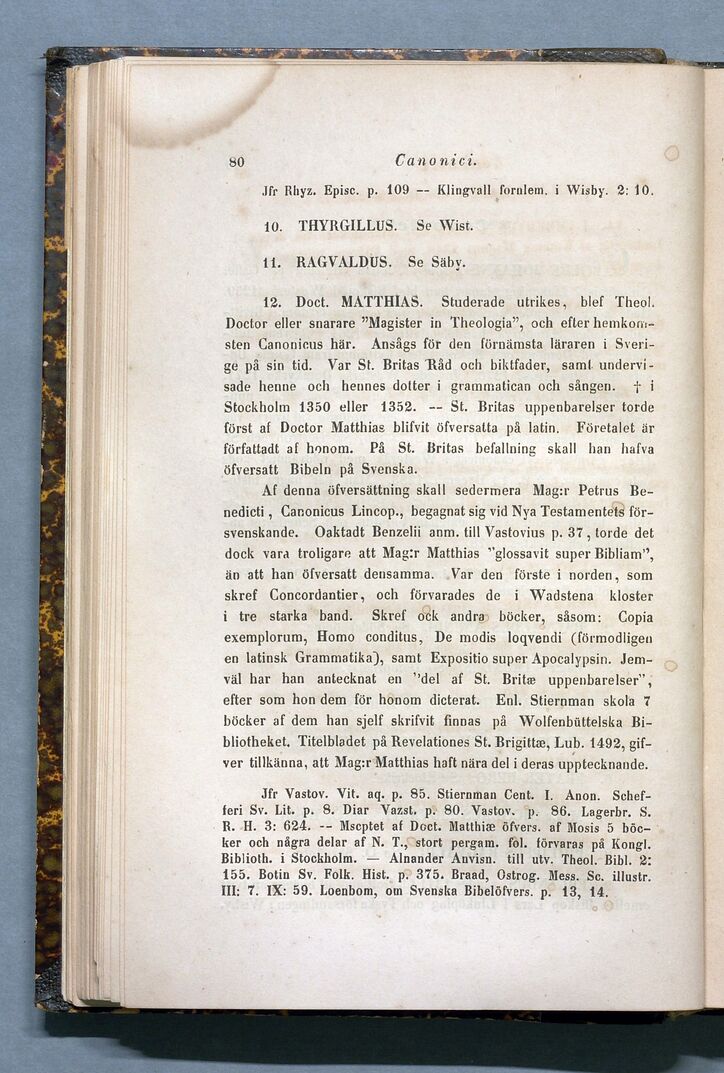 80 Canonici.
Jfr Rhyz. Episc. p. 109 -- Klingvall fornlem. i Wisby. 2: 10.
10. THYRGILLUS. Se Wist.
11. RAGVALDUS. Se Säby.
12. Doct. MATTHIAS. Studerade utrikes, blef Theol.
Doctor eller snarare ”Magister in Theologia”, och efter hemkom-
sten Canonicus här. Ansågs för den förnämsta läraren i Sveri-
ge på sin tid. Var St. Britas Råd och biktfader, samt undervi-
sade henne och hennes dotter i grammatican och sången. † i
Stockholm 1350 eller 1352. -- St. Britas uppenbarelser torde
först af Doctor Matthias blifvit öfversatta på latin. Företalet är
författadt af honom. På St. Britas befallning skall han hafva
öfversatt Bibeln på Svenska.
Af denna öfversättning skall sedermera Mag:r Petrus Be-
nedicti, Canonicus Lincop., begagnat sig vid Nya Testamentets för-
svenskande. Oaktadt Benzelii anm. till Vastovius p. 37, torde det
dock vara troligare att Mag:r Matthias ”glossavit super Bibliam”,
än att han öfversatt densamma. Var den förste i norden, som
skref Concordantier, och förvarades de i Wadstena kloster
i tre starka band. Skref ock andra böcker, såsom: Copia
exemplorum, Homo conditus, De modis loqvendi (förmodligen
en latinsk Grammatika), samt Expositio super Apocalypsin. Jem-
väl har han antecknat en ”del af St. Britæ uppenbarelser”,
efter som hon dem för honom dicterat. Enl. Stiernman skola 7
böcker af dem han sjelf skrifvit finnas på Wolfenbüttelska Bi-
bliotheket. Titelbladet på Revelationes St. Brigittæ, Lub. 1492, gif-
ver tillkänna, att Mag:r Matthias haft nära del i deras upptecknande.
Jfr Vastov. Vit. aq. p. 85. Stiernman Cent. I. Anon. Schef-
feri Sv. Lit. p. 8. Diar Vazst. p. 80. Vastov. p. 86. Lagerbr. S.
R. H. 3: 624. -- Mscptet af Doct. Matthiæ öfvers. af Mosis 5 böc-
ker och några delar af N. T., stort pergam. fol. förvaras på Kongl.
Biblioth. i Stockholm. — Alnander Anvisn. till utv. Theol. Bibl. 2:
155. Botin Sv. Folk. Hist. p. 375. Braad, Ostrog. Mess. Sc. illustr.
III: 7. IX: 59. Loenbom, om Svenska Bibelöfvers. p. 13, 14.